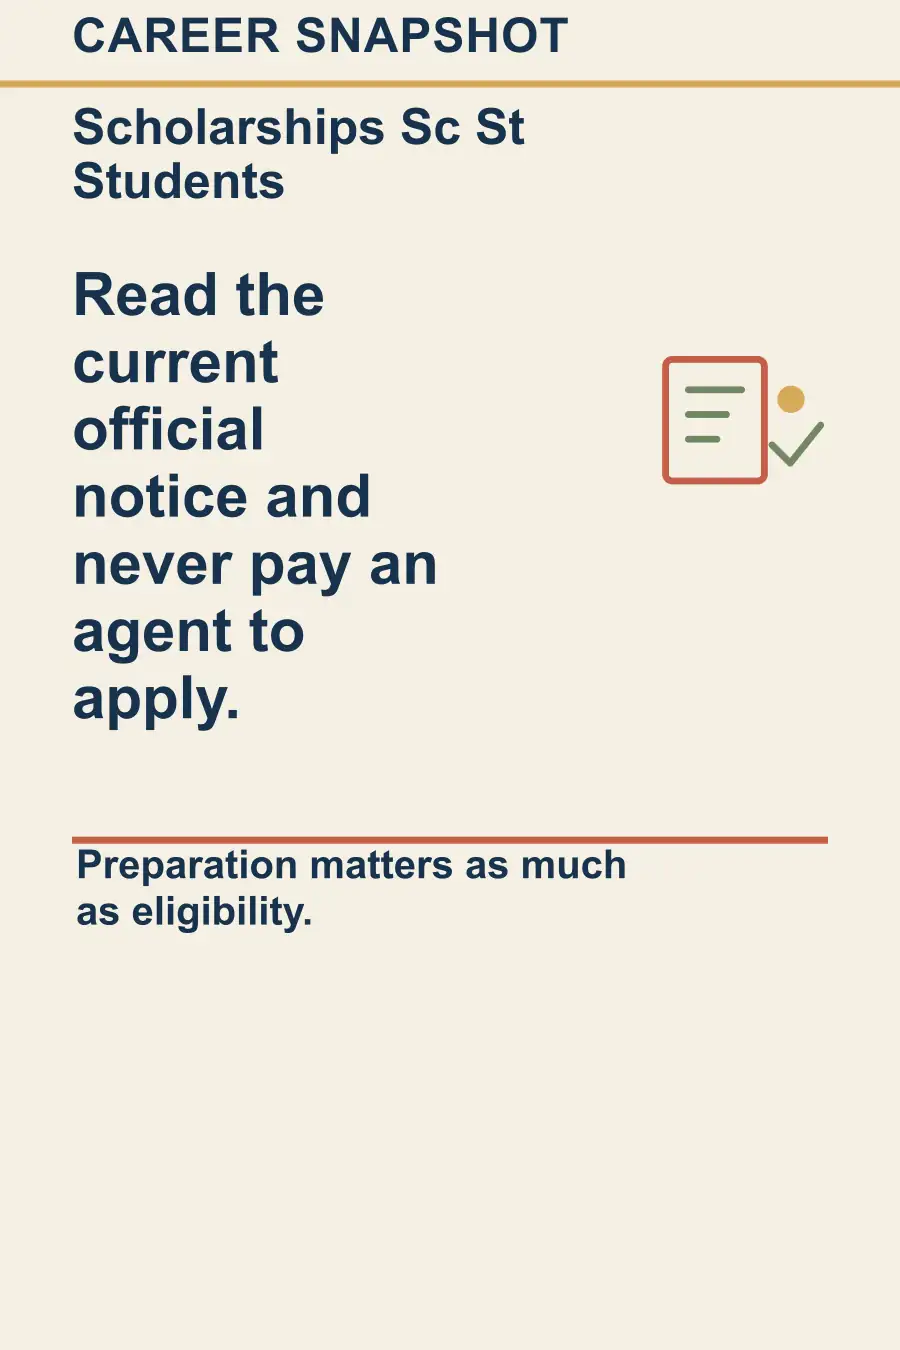 CAREER SNAPSHOT
Scholarships Sc St
Students
Read the
current
official
notice and
never pay an
agent to
apply.
Preparation matters as much
as eligibility.